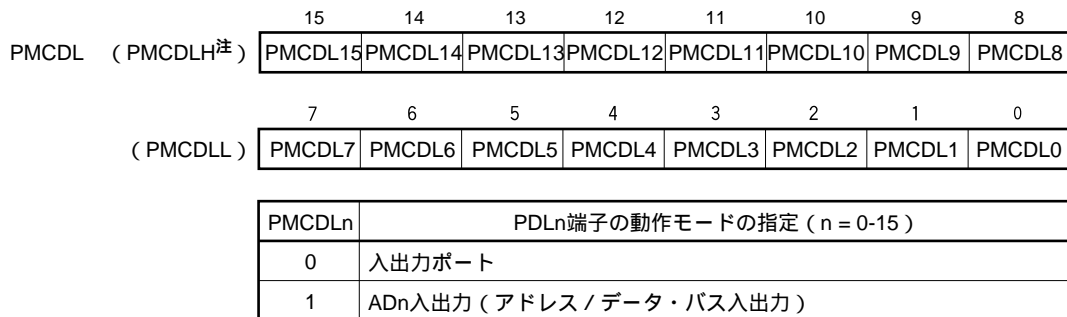 15 14 13 12 11 10 9 8
PMCDL （PMCDLH注） PMCDL15 PMCDL14 PMCDL13 PMCDL12 PMCDL11 PMCDL10 PMCDL9 PMCDL8
7 6 5 4 3 2 1 0
（PMCDLL） PMCDL7 PMCDL6 PMCDL5 PMCDL4 PMCDL3 PMCDL2 PMCDL1 PMCDL0
PMCDLn PDLn端子の動作モードの指定（n = 0-15）
0 入出力ポート
1 ADn入出力（アドレス／データ・バス入出力）